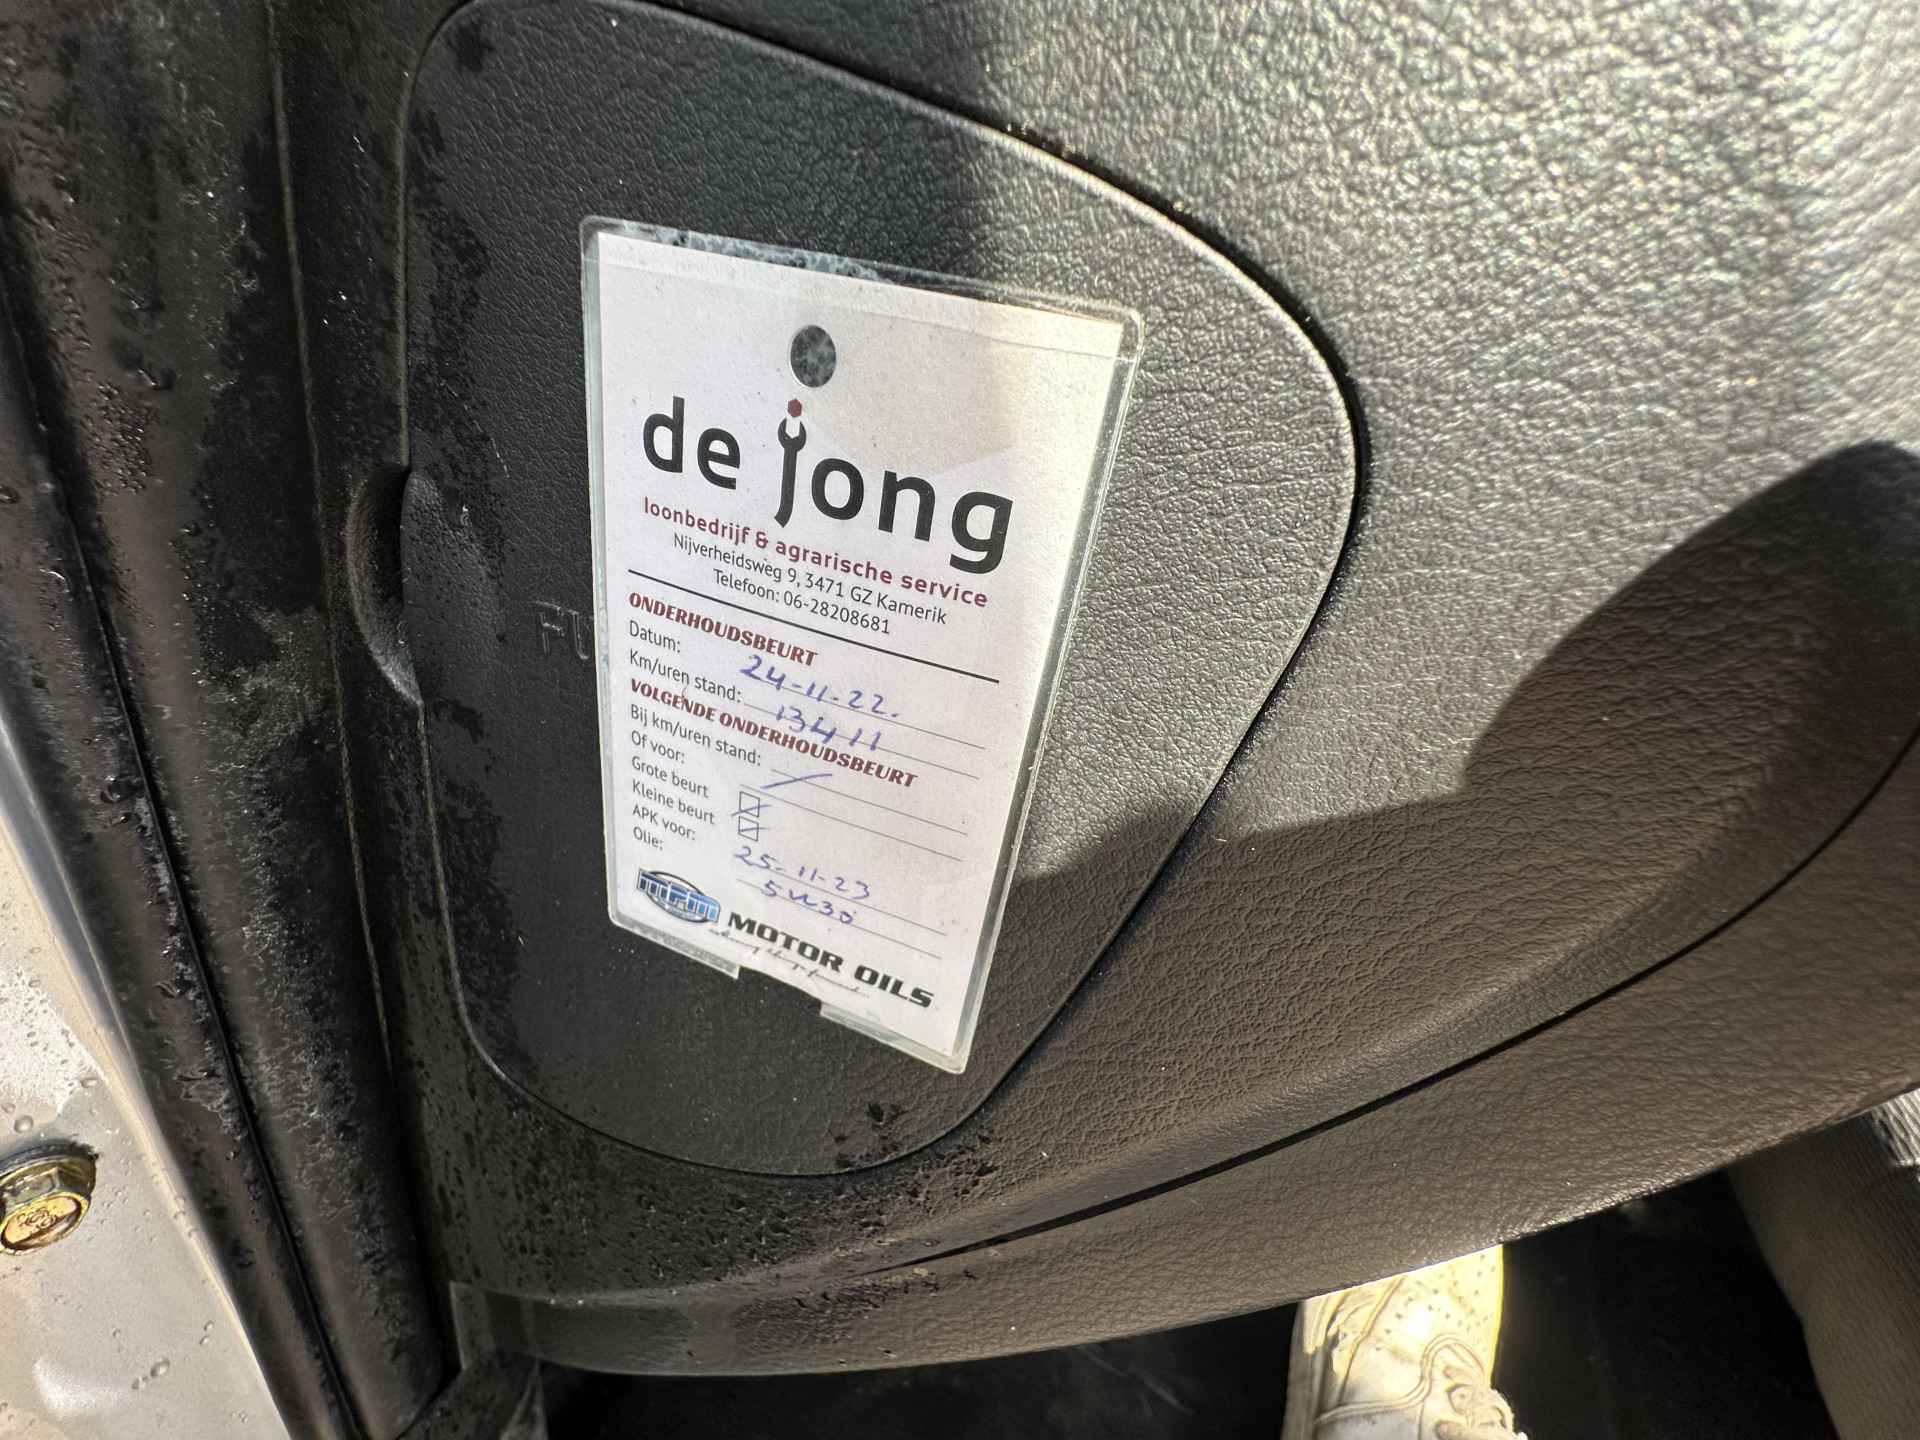 de jong
loonbedrijf & agrarische service
Nijverheidsweg 9, 3471 GZ Kamerik
Telefoon: 06-28208681
ONDERHOUDSBEURT
Datum: 24-11-22.
Km/uren stand: 13411
VOLGENDE ONDERHOUDSBEURT
Bij km/uren stand: /
Of voor:
Grote beurt
Kleine beurt
APK voor: 25-11-23
Olie: 5w30
MOTOR OILS
FU